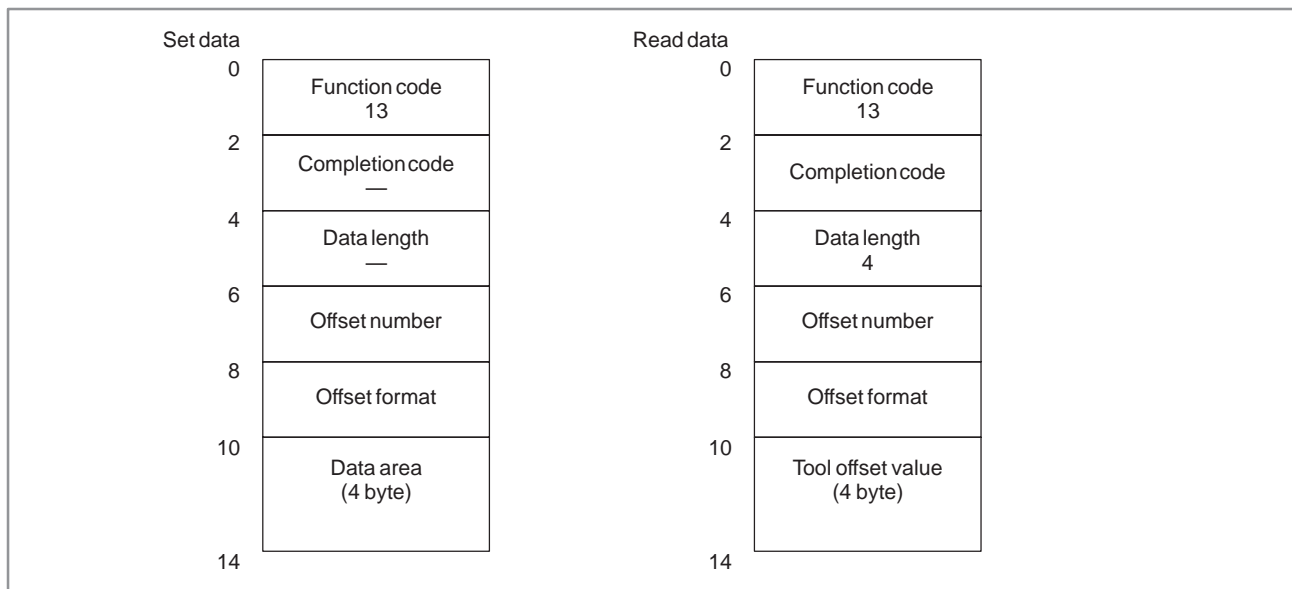 Set data
0
Function code
13
2
Completion code
—
4
Data length
—
6
Offset number
8
Offset format
10
Data area
(4 byte)
14
Read data
0
Function code
13
2
Completion code
4
Data length
4
6
Offset number
8
Offset format
10
Tool offset value
(4 byte)
14